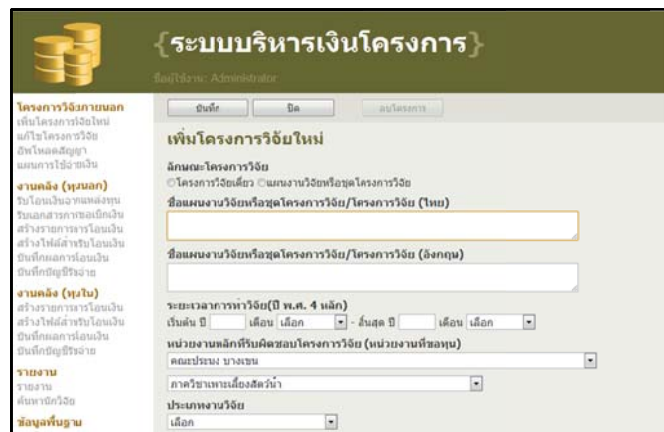 {ระบบบริหารเงินโครงการ}
ชื่อผู้ใช้งาน: Administrator
โครงการวิจัยภายนอก
เพิ่มโครงการวิจัยใหม่
แก้ไขโครงการวิจัย
อัพโหลดสัญญา
แผนการใช้จ่ายเงิน
งานคลัง (ทุนนอก)
รับโอนเงินจากแหล่งทุน
รับเอกสารการขอเบิกเงิน
สร้างรายการการโอนเงิน
สร้างไฟล์สำหรับโอนเงิน
บันทึกผลการโอนเงิน
บันทึกบัญชีรับจ่าย
งานคลัง (ทุนใน)
สร้างรายการการโอนเงิน
สร้างไฟล์สำหรับโอนเงิน
บันทึกผลการโอนเงิน
บันทึกบัญชีรับจ่าย
รายงาน
รายงาน
ค้นหานักวิจัย
ข้อมูลพื้นฐาน
บันทึก ปิด ลบโครงการ
เพิ่มโครงการวิจัยใหม่
ลักษณะโครงการวิจัย
โครงการวิจัยเดี่ยว แผนงานวิจัยหรือชุดโครงการวิจัย
ชื่อแผนงานวิจัยหรือชุดโครงการวิจัย/โครงการวิจัย (ไทย)
ชื่อแผนงานวิจัยหรือชุดโครงการวิจัย/โครงการวิจัย (อังกฤษ)
ระยะเวลาการทำวิจัย(ปี พ.ศ. 4 หลัก)
เริ่มต้น ปี เดือน เลือก - สิ้นสุด ปี เดือน เลือก
หน่วยงานหลักที่รับผิดชอบโครงการวิจัย (หน่วยงานที่ขอทุน)
คณะประมง บางเขน
ภาควิชาเพาะเลี้ยงสัตว์น้ำ
ประเภทงานวิจัย
เลือก